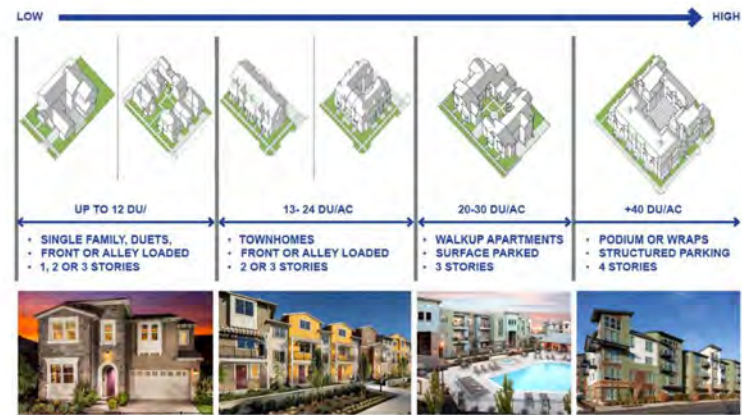 LOW
HIGH
UP TO 12 DU/
• SINGLE FAMILY, DUETS,
• FRONT OR ALLEY LOADED
• 1, 2 OR 3 STORIES
13- 24 DU/AC
• TOWNHOMES
• FRONT OR ALLEY LOADED
• 2 OR 3 STORIES
20-30 DU/AC
• WALKUP APARTMENTS
• SURFACE PARKED
• 3 STORIES
+40 DU/AC
• PODIUM OR WRAPS
• STRUCTURED PARKING
• 4 STORIES